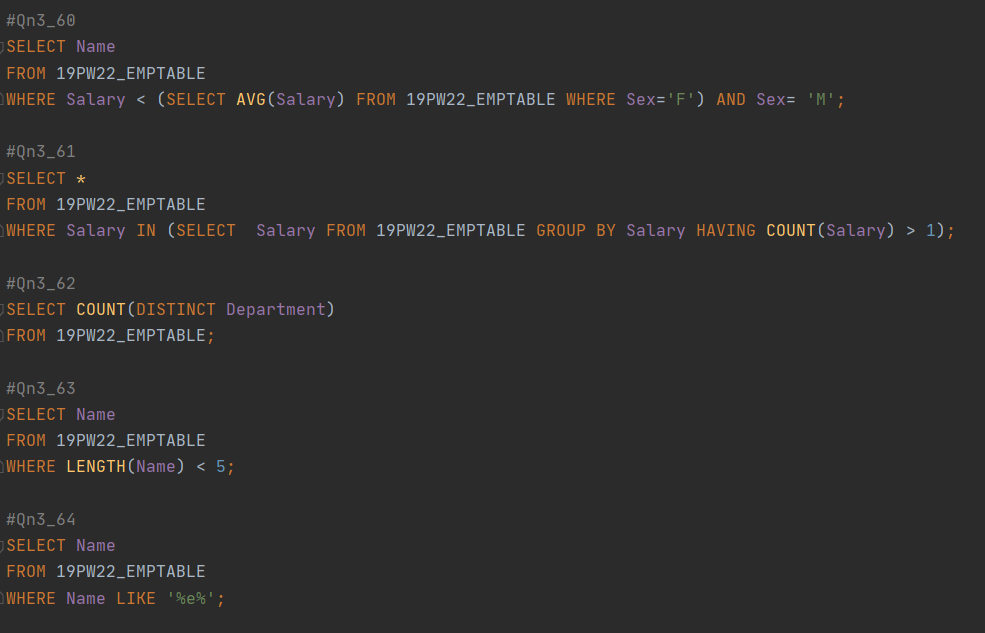 #Qn3_60
SELECT Name
FROM 19PW22_EMPTABLE
WHERE Salary < (SELECT AVG(Salary) FROM 19PW22_EMPTABLE WHERE Sex='F') AND Sex= 'M';
#Qn3_61
SELECT *
FROM 19PW22_EMPTABLE
WHERE Salary IN (SELECT  Salary FROM 19PW22_EMPTABLE GROUP BY Salary HAVING COUNT(Salary) > 1);
#Qn3_62
SELECT COUNT(DISTINCT Department)
FROM 19PW22_EMPTABLE;
#Qn3_63
SELECT Name
FROM 19PW22_EMPTABLE
WHERE LENGTH(Name) < 5;
#Qn3_64
SELECT Name
FROM 19PW22_EMPTABLE
WHERE Name LIKE '%e%';